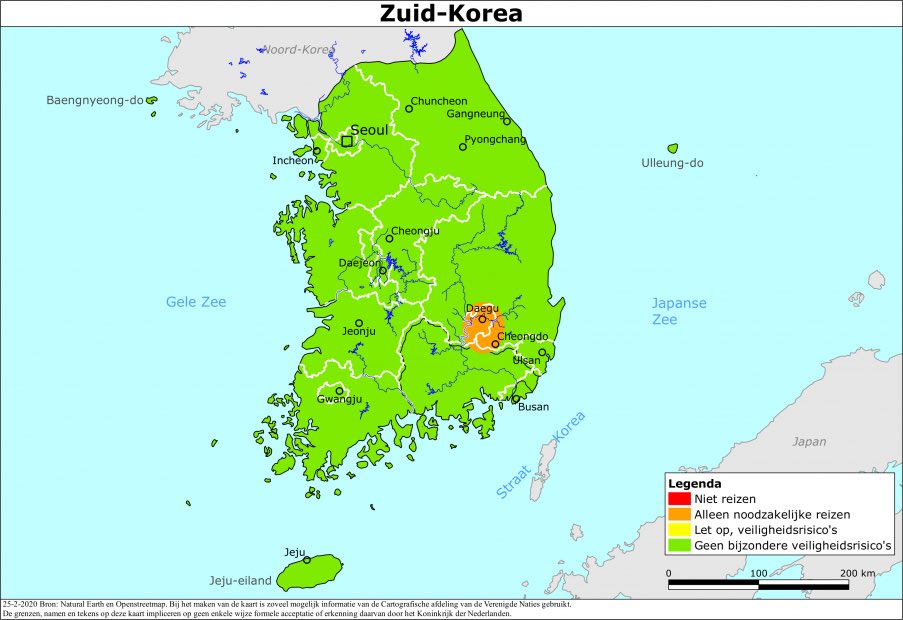 Zuid-Korea
Noord-Korea
Baengnyeong-do
Chuncheon
Gangneung
Seoul
Pyongchang
Incheon
Ulleung-do
Cheongju
Daejeon
Gele Zee
Japanse
Zee
Daegu
Jeonju
Cheongdo
Ulsan
Gwangju
Busan
Straat Korea
Japan
Legenda
Niet reizen
Alleen noodzakelijke reizen
Let op, veiligheidsrisico's
Geen bijzondere veiligheidsrisico's
Jeju
Jeju-eiland
0 100 200 km
25-2-2020 Bron: Natural Earth en Openstreetmap. Bij het maken van de kaart is zoveel mogelijk informatie van de Cartografische afdeling van de Verenigde Naties gebruikt.
De grenzen, namen en tekens op deze kaart impliceren op geen enkele wijze formele acceptatie of erkenning daarvan door het Koninkrijk der Nederlanden.